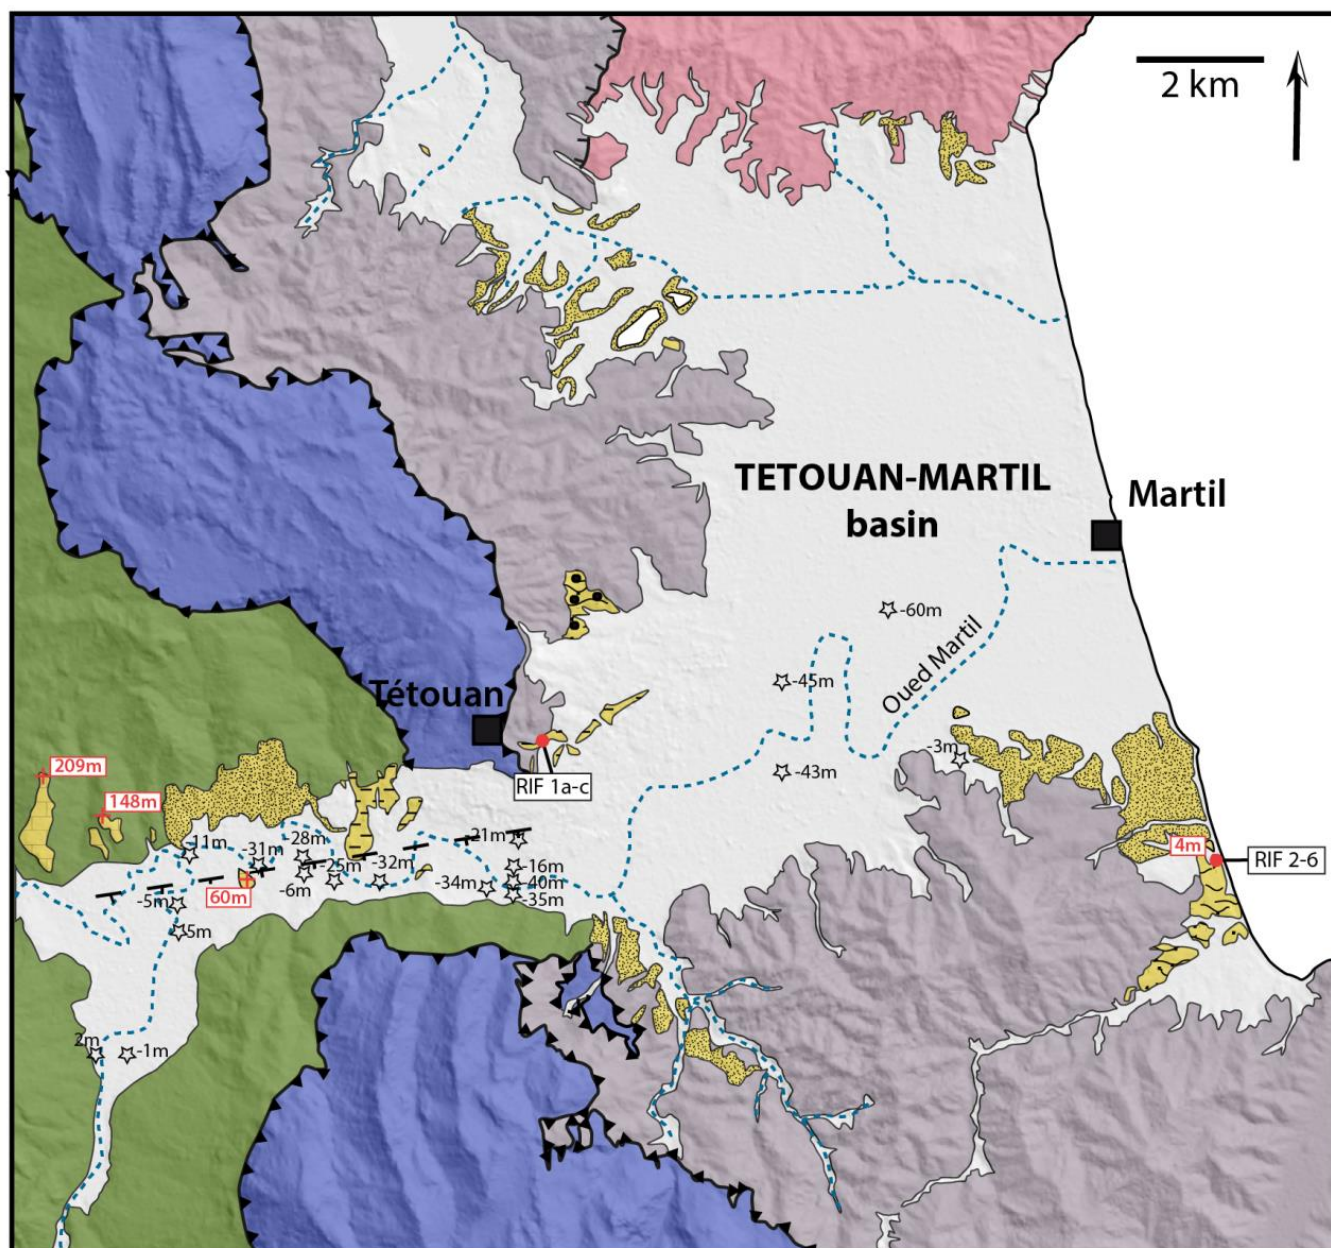 2 km
TETOUAN-MARTIL
basin
Martil
-60m
Oued Martil
-45m
Tétouan
-3m
209m
-43m
RIF 1a-c
148m
-11m
-28m
-21m
4m
RIF 2-6
-31m
-25m
-32m
-16m
-6m
-34m
-40m
60m
-35m
-5m
5m
2m
-1m